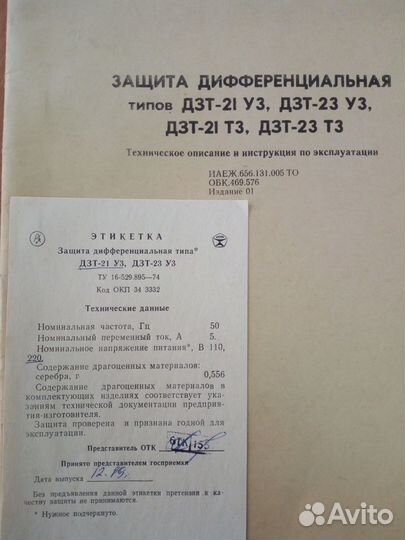 ЗАЩИТА ДИФФЕРЕНЦИАЛЬНАЯ
типов ДЗТ-21 У3, ДЗТ-23 У3,
ДЗТ-21 Т3, ДЗТ-23 Т3
Техническое описание и инструкция по эксплуатации
ИАЕЖ.656.131.005 ТО
ОБК.469.576
Издание 01
ЭТИКЕТКА
Защита дифференциальная типа*
ДЗТ-21 У3, ДЗТ-23 У3
ТУ 16-529.895—74
Код ОКП 34 3332
Технические данные
Номинальная частота, Гц 50
Номинальный переменный ток, А 5.
Номинальное напряжение питания*, В 110,
220
Содержание драгоценных материалов:
серебра, г 0,556
Содержание драгоценных материалов в
комплектующих изделиях соответствует ука-
заниям технической документации предприя-
тия-изготовителя.
Защита проверена и признана годной для
эксплуатации.
Представитель ОТК ОТК 155
Принято представителем госприемки
Дата выпуска 12.89.
Без предъявления данной этикетки претензии к ка-
честву защиты не принимаются.
* Нужное подчеркнуто.
Avito